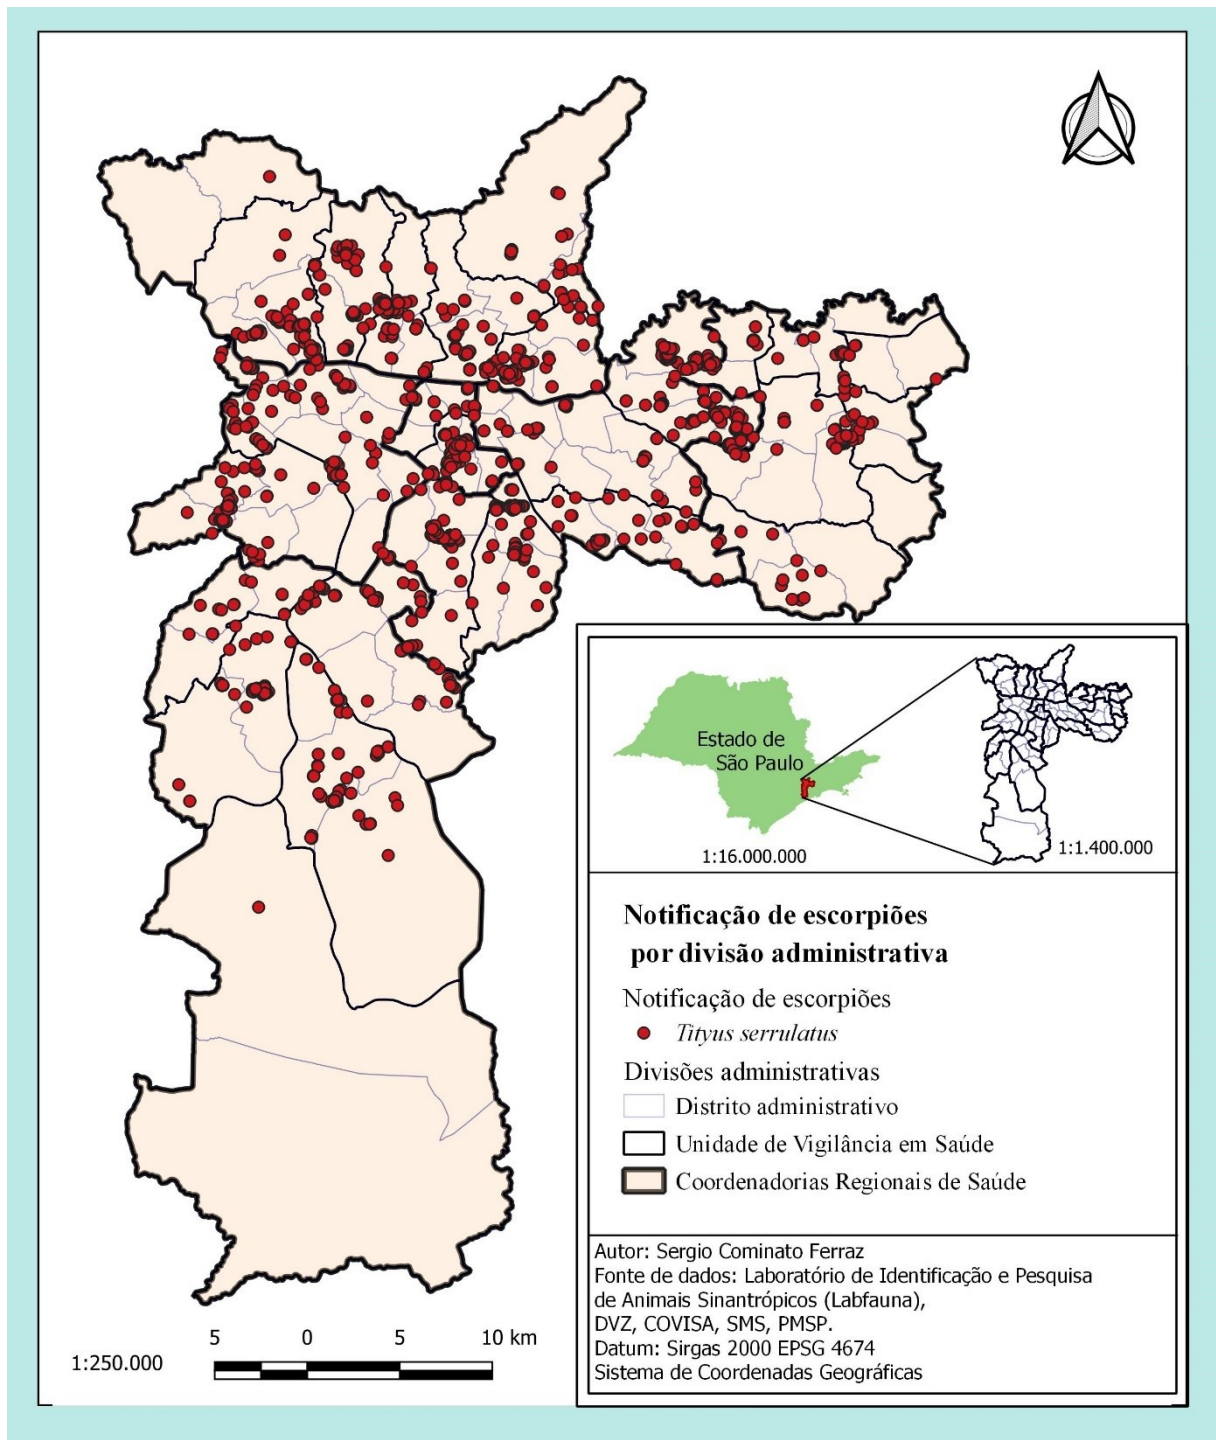 Estado de
São Paulo
1:16.000.000
1:1.400.000
Notificação de escorpiões
por divisão administrativa
Notificação de escorpiões
Tityus serrulatus
Divisões administrativas
Distrito administrativo
Unidade de Vigilância em Saúde
Coordenadorias Regionais de Saúde
Autor: Sergio Cominato Ferraz
Fonte de dados: Laboratório de Identificação e Pesquisa
de Animais Sinantrópicos (Labfauna),
DVZ, COVISA, SMS, PMSP.
Datum: Sirgas 2000 EPSG 4674
Sistema de Coordenadas Geográficas
5 0 5 10 km
1:250.000